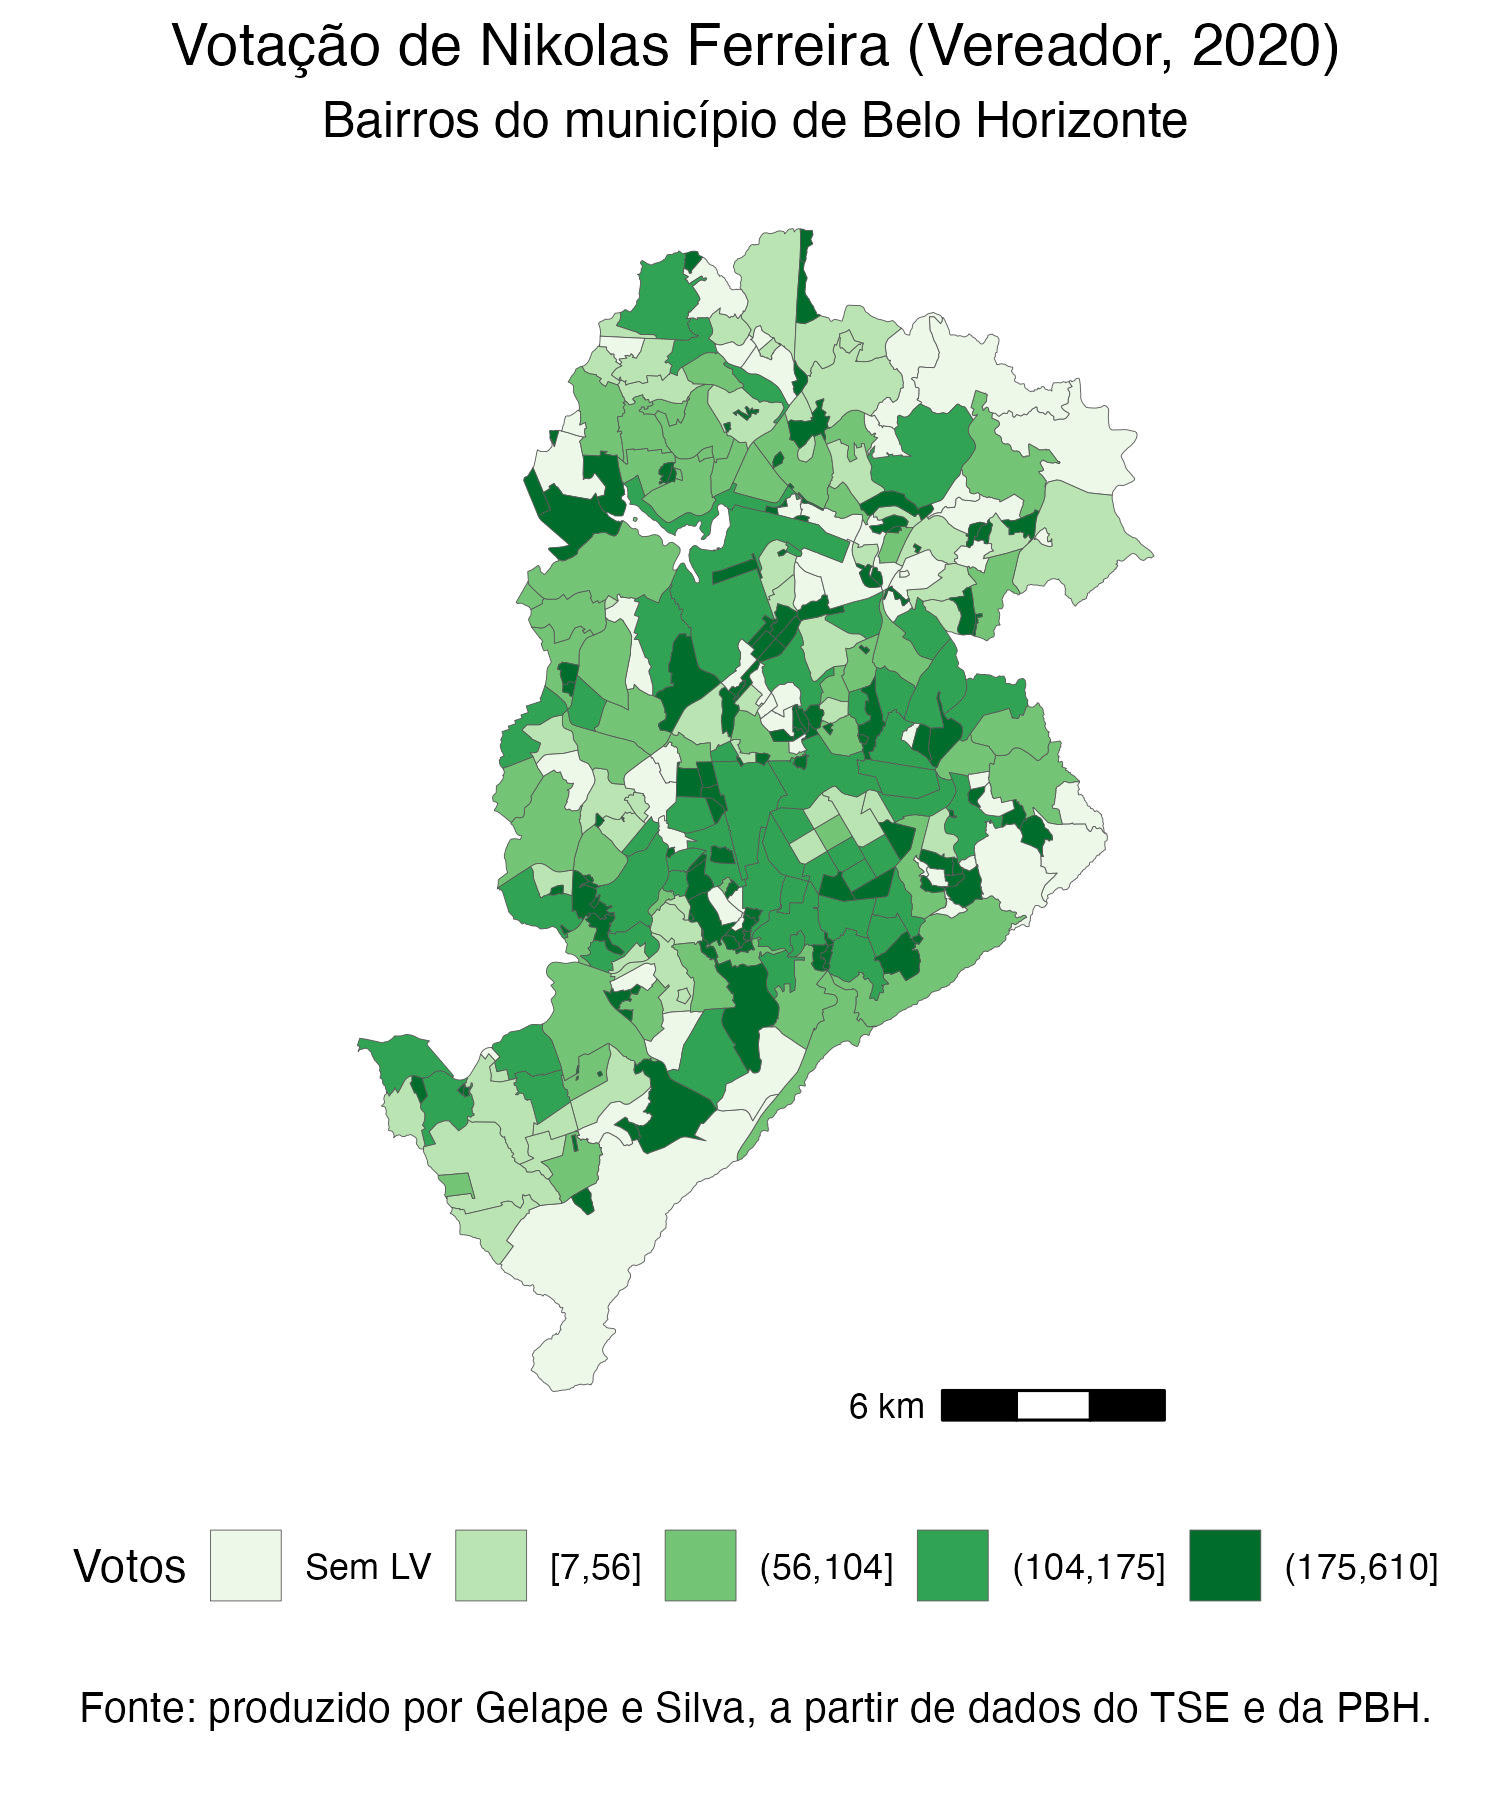 Votação de Nikolas Ferreira (Vereador, 2020)
Bairros do município de Belo Horizonte
6 km
Votos Sem LV [7,56] (56,104] (104,175] (175,610]
Fonte: produzido por Gelape e Silva, a partir de dados do TSE e da PBH.